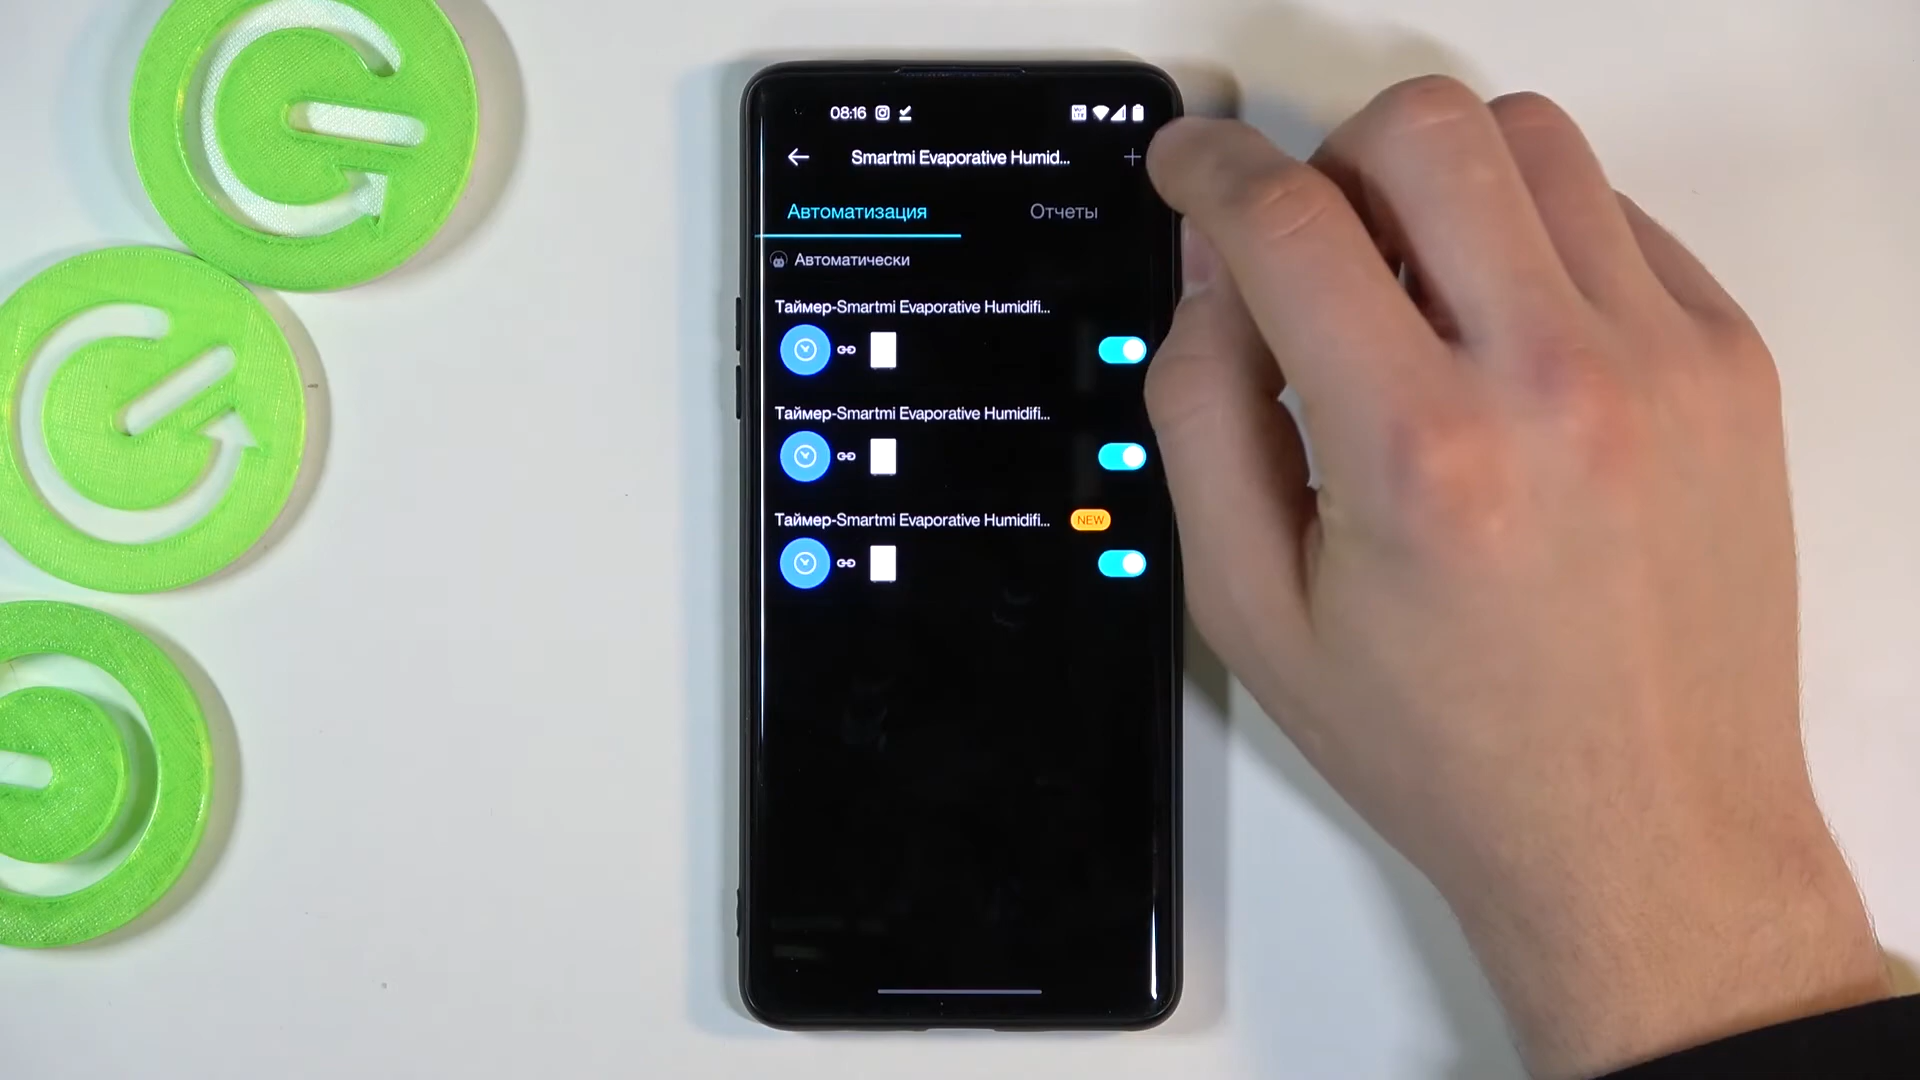 08:16
Smartmi Evaporative Humid...
Автоматизация
Отчеты
Автоматически
Таймер-Smartmi Evaporative Humidifi...
Таймер-Smartmi Evaporative Humidifi...
Таймер-Smartmi Evaporative Humidifi...
NEW